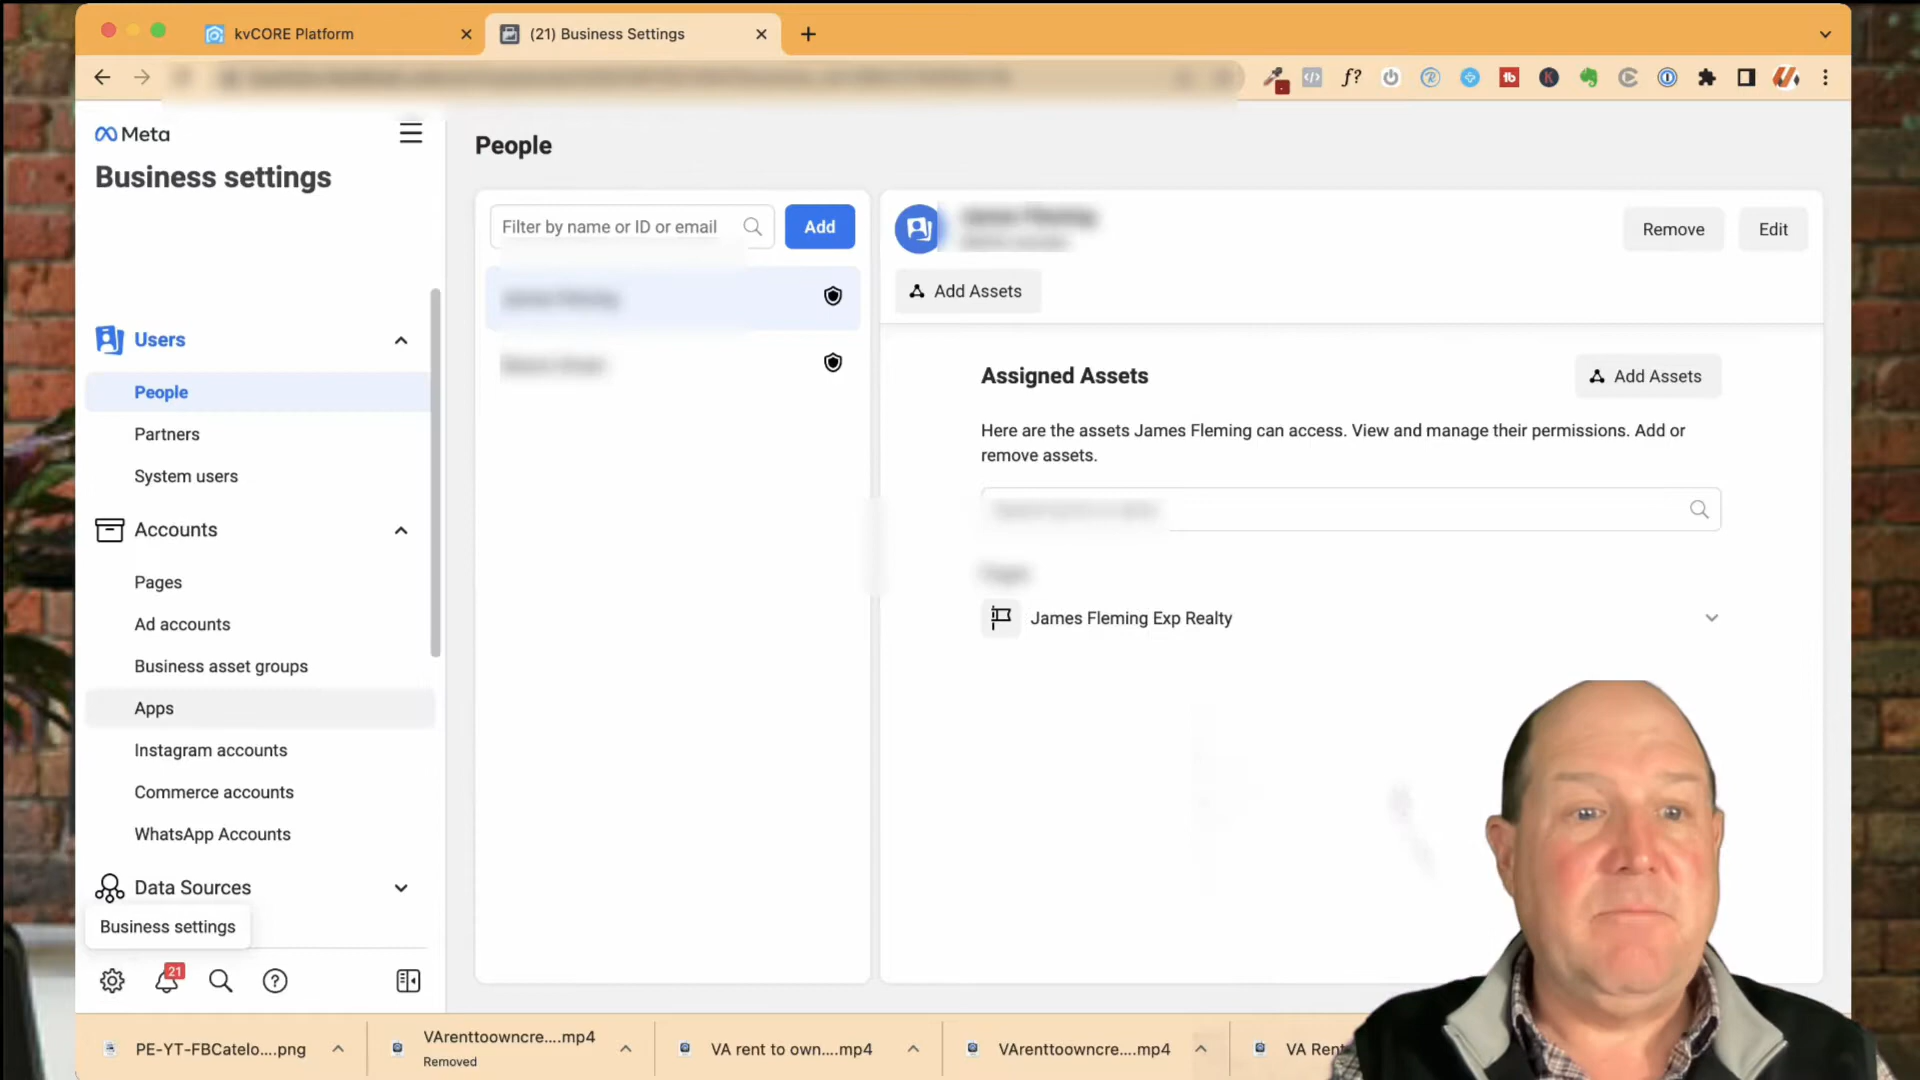 kvCORE Platform
(21) Business Settings
f?
tb
K
Meta
Business settings
People
Filter by name or ID or email
Add
Remove
Edit
Add Assets
Users
People
Partners
System users
Assigned Assets
Add Assets
Here are the assets James Fleming can access. View and manage their permissions. Add or
remove assets.
Accounts
Pages
Ad accounts
Business asset groups
Apps
Instagram accounts
Commerce accounts
WhatsApp Accounts
James Fleming Exp Realty
Data Sources
Business settings
21
PE-YT-FBCatelo....png
VArenttoowncre....mp4
Removed
VA rent to own....mp4
VArenttoowncre....mp4
VA Rent